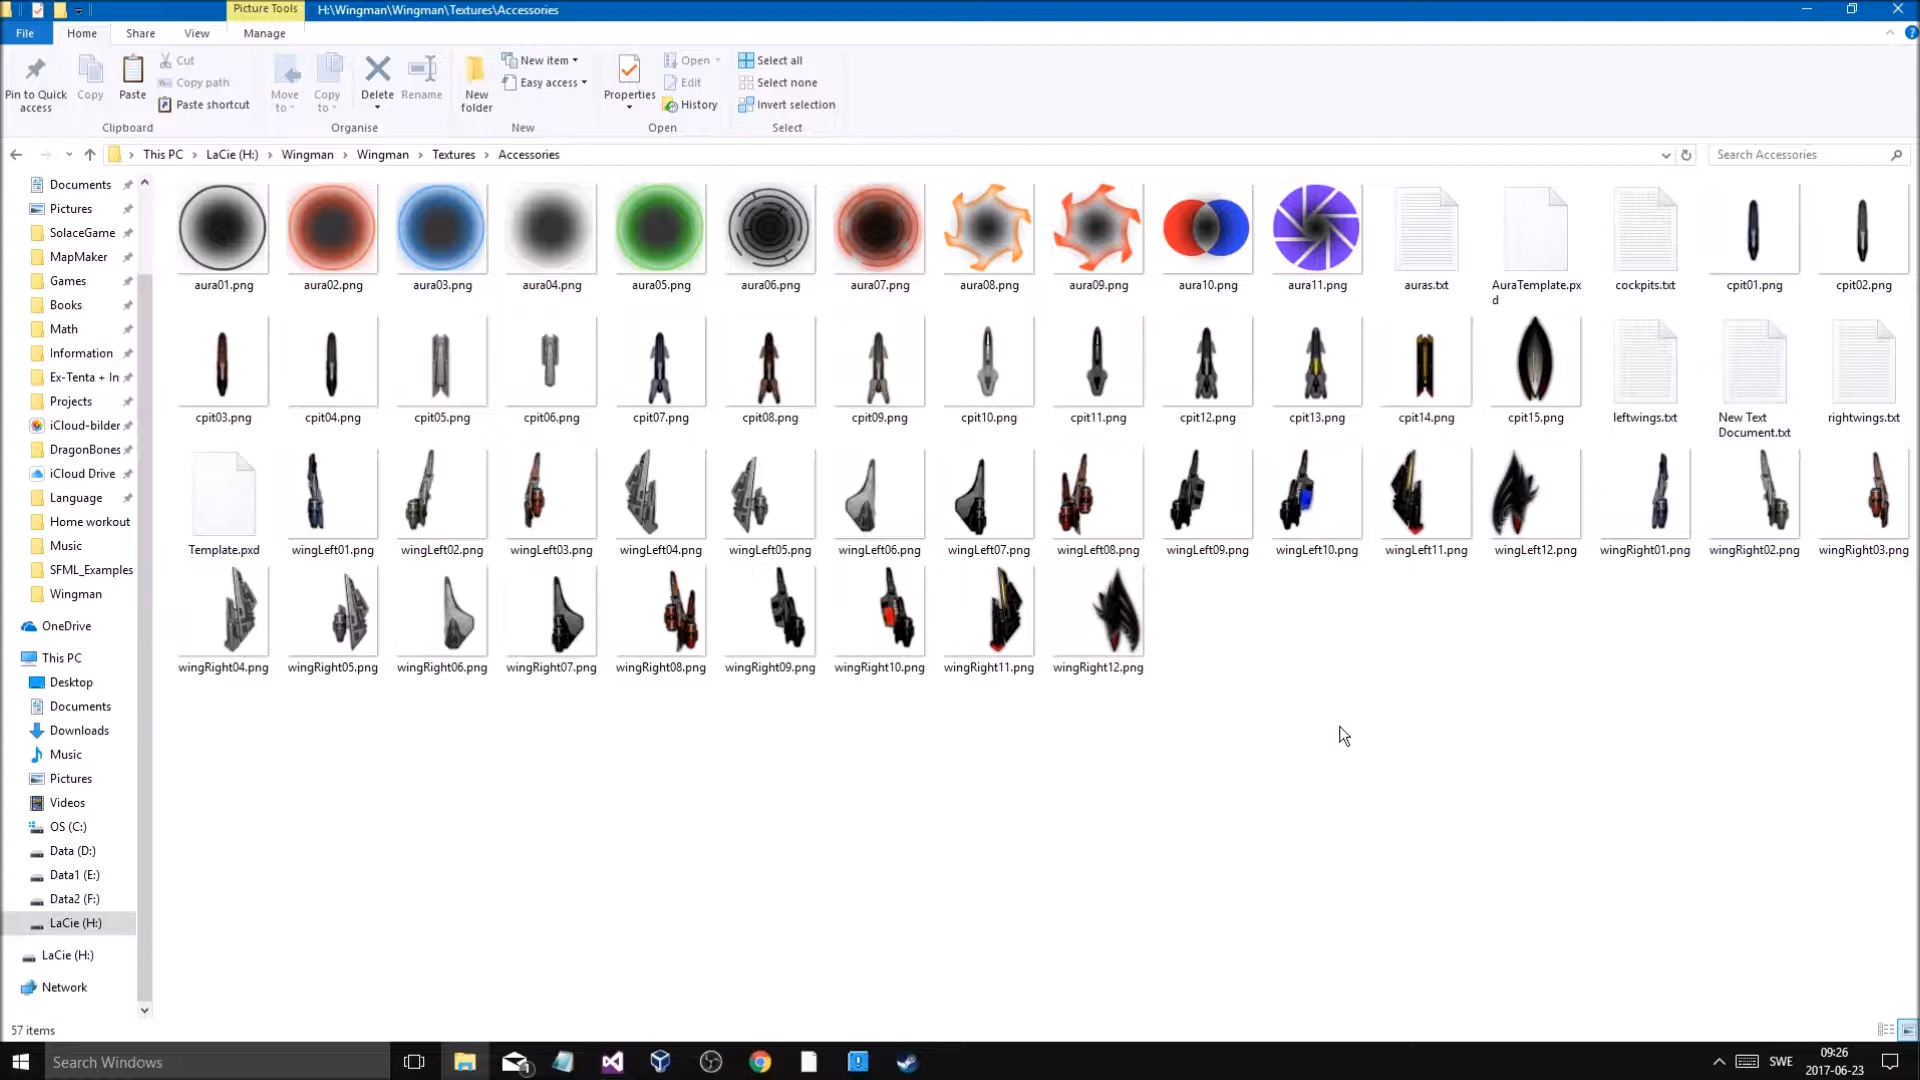 Picture Tools H:\Wingman\Wingman\Textures\Accessories
File Home Share View Manage
Pin to Quick access
Copy
Paste
Cut
Copy path
Paste shortcut
Clipboard
Move to
Copy to
Delete
Rename
Organise
New folder
New item
Easy access
New
Properties
Open
Edit
History
Open
Select all
Select none
Invert selection
Select
This PC LaCie (H:) Wingman Wingman Textures Accessories
Search Accessories
Documents
Pictures
SolaceGame
MapMaker
Games
Books
Math
Information
Ex-Tenta + In
Projects
iCloud-bilder
DragonBones
iCloud Drive
Language
Home workout
Music
SFML_Examples
Wingman
OneDrive
This PC
Desktop
Documents
Downloads
Music
Pictures
Videos
OS (C:)
Data (D:)
Data1 (E:)
Data2 (F:)
LaCie (H:)
LaCie (H:)
Network
aura01.png aura02.png aura03.png aura04.png aura05.png aura06.png aura07.png aura08.png aura09.png aura10.png aura11.png auras.txt AuraTemplate.px cockpits.txt cpit01.png cpit02.png
d
cpit03.png cpit04.png cpit05.png cpit06.png cpit07.png cpit08.png cpit09.png cpit10.png cpit11.png cpit12.png cpit13.png cpit14.png cpit15.png leftwings.txt New Text rightwings.txt
Document.txt
Template.pxd wingLeft01.png wingLeft02.png wingLeft03.png wingLeft04.png wingLeft05.png wingLeft06.png wingLeft07.png wingLeft08.png wingLeft09.png wingLeft10.png wingLeft11.png wingLeft12.png wingRight01.png wingRight02.png wingRight03.png
wingRight04.png wingRight05.png wingRight06.png wingRight07.png wingRight08.png wingRight09.png wingRight10.png wingRight11.png wingRight12.png
57 items
Search Windows
1
SWE
09:26
2017-06-23